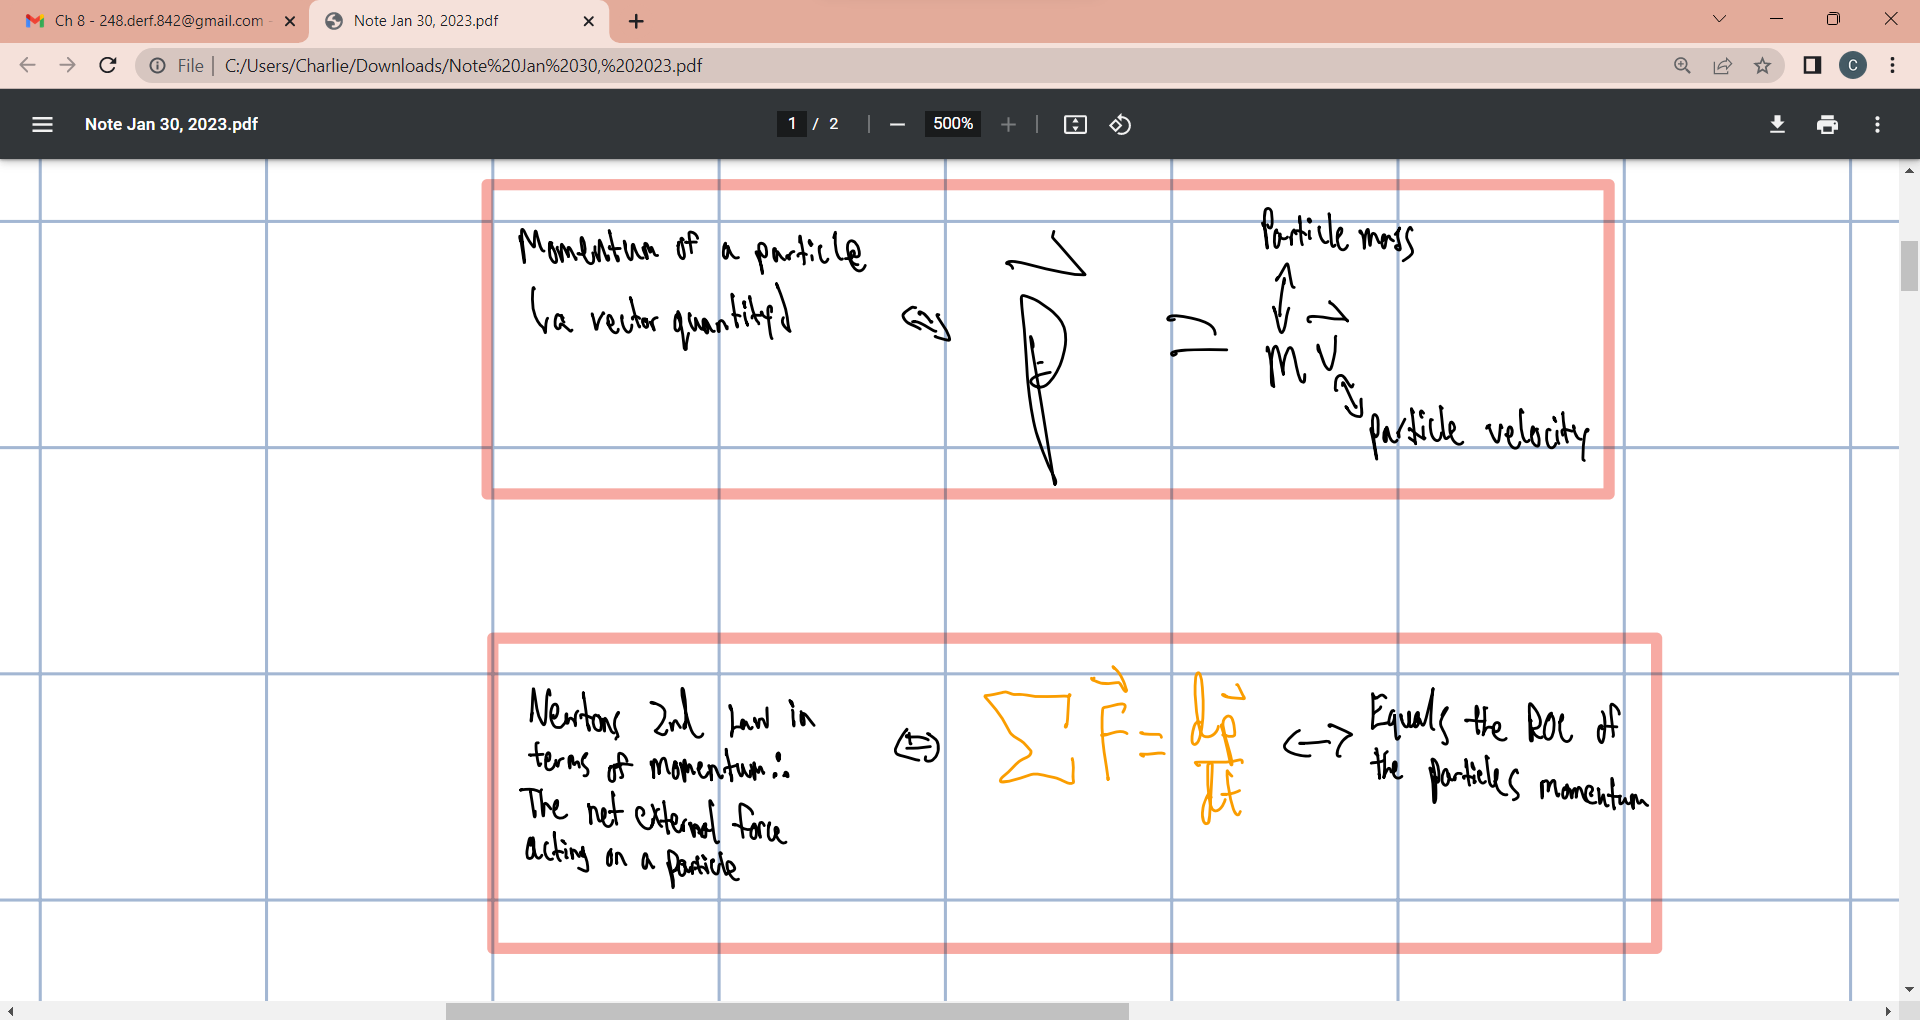 Ch 8 - 248.derf.842@gmail.com -
Note Jan 30, 2023.pdf
File | C:/Users/Charlie/Downloads/Note%20Jan%2030,%202023.pdf
C
Note Jan 30, 2023.pdf
1 / 2
500%
Momentum of a particle
(a vector quantity)
⇔
p⃗
=
Particle mass
↕
m v⃗
particle velocity
Newtons 2nd Law in
terms of momentum:
The net external force
acting on a particle
⇔
∑ F⃗ = dp⃗/dt
↔
Equals the ROC of
the particles momentum